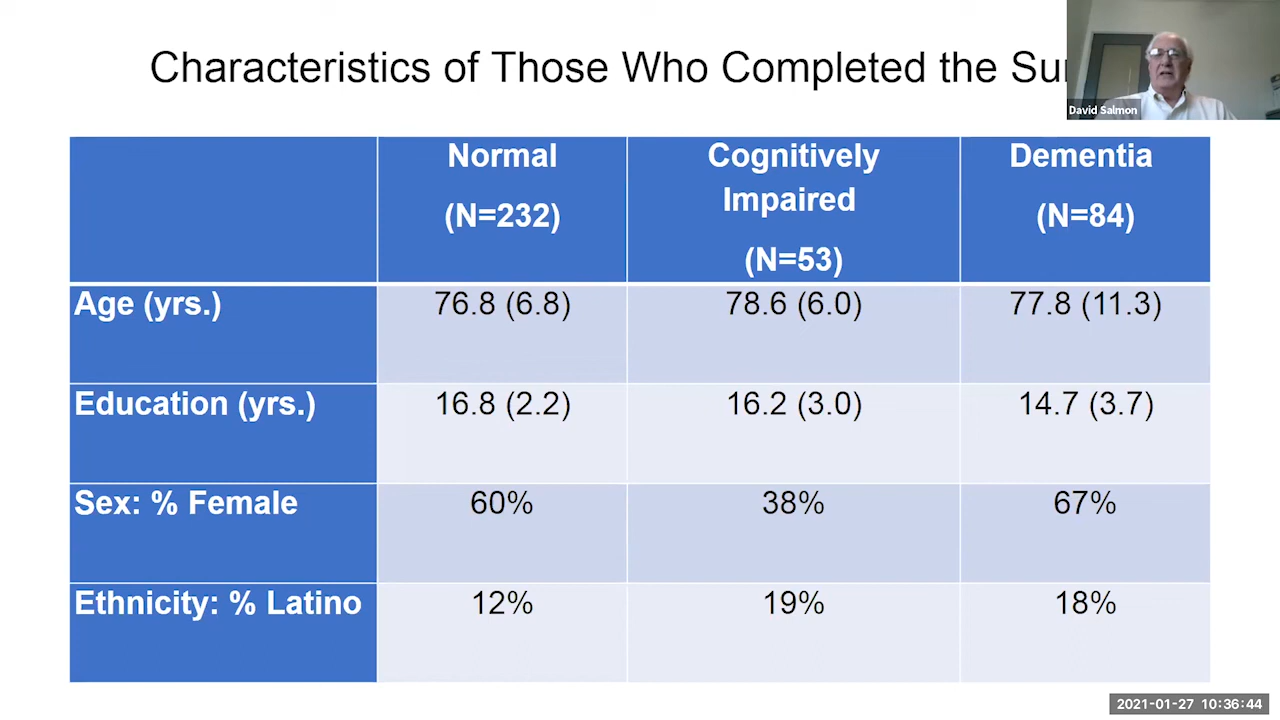 Characteristics of Those Who Completed the Su
David Salmon
Normal
(N=232)
Cognitively
Impaired
(N=53)
Dementia
(N=84)
Age (yrs.)
76.8 (6.8)
78.6 (6.0)
77.8 (11.3)
Education (yrs.)
16.8 (2.2)
16.2 (3.0)
14.7 (3.7)
Sex: % Female
60%
38%
67%
Ethnicity: % Latino
12%
19%
18%
2021-01-27 10:36:44